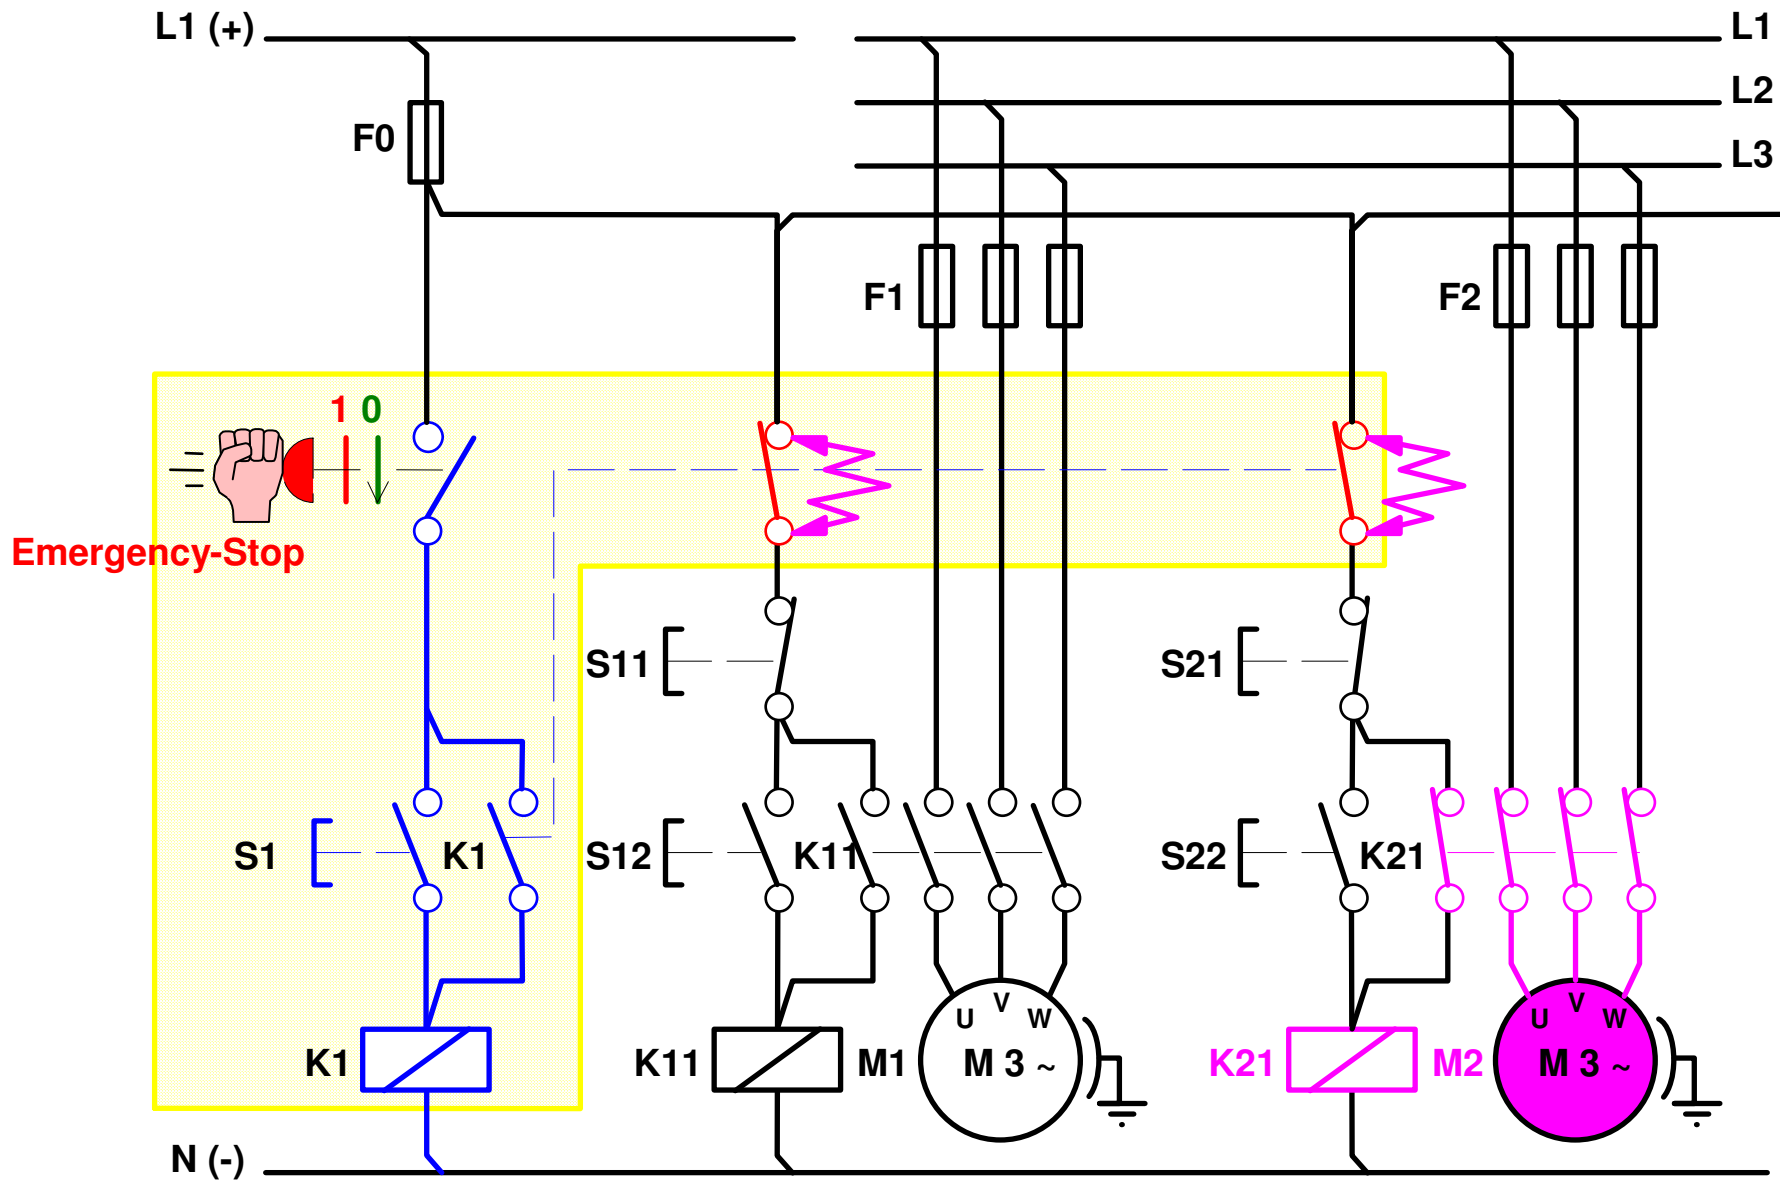 L1 (+)
L1
L2
F0
L3
F1
F2
1 0
Emergency-Stop
S11
S21
S1
K1
S12
K11
S22
K21
U V W
U V W
K1
K11
M1
M 3 ~
K21
M2
M 3 ~
N (-)